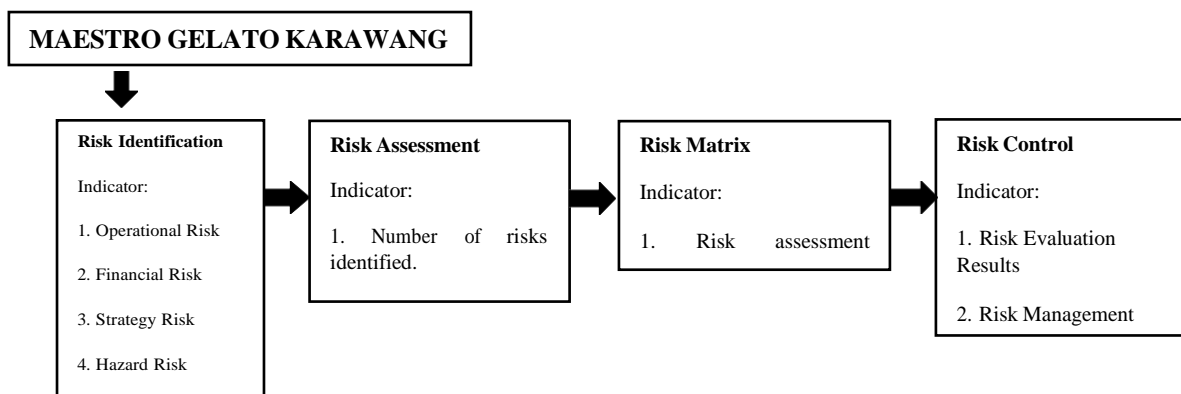 MAESTRO GELATO KARAWANG
Risk Identification
Indicator:
1. Operational Risk
2. Financial Risk
3. Strategy Risk
4. Hazard Risk
Risk Assessment
Indicator:
1. Number of risks
identified.
Risk Matrix
Indicator:
1. Risk assessment
Risk Control
Indicator:
1. Risk Evaluation
Results
2. Risk Management